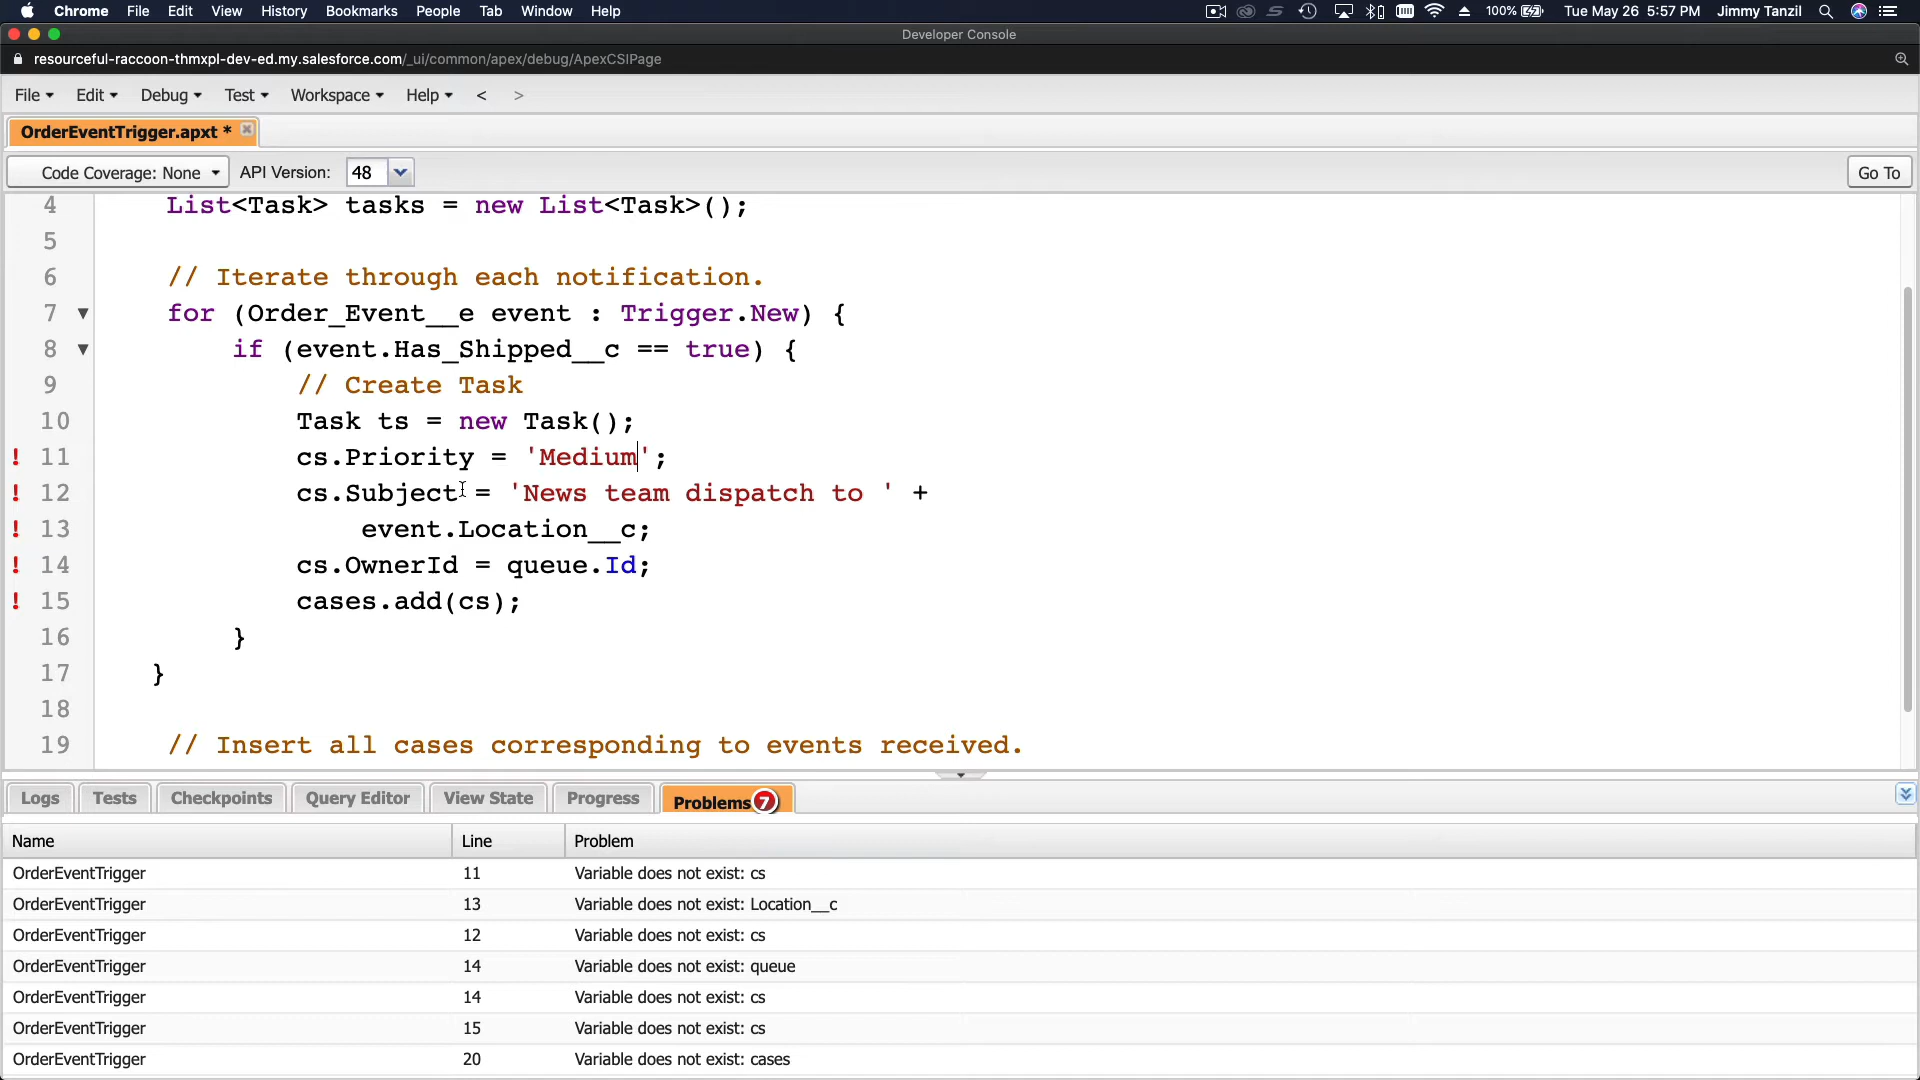 Chrome File Edit View History Bookmarks People Tab Window Help 100% Tue May 26 5:57 PM Jimmy Tanzil
Developer Console
resourceful-raccoon-thmxpl-dev-ed.my.salesforce.com/_ui/common/apex/debug/ApexCSIPage
File Edit Debug Test Workspace Help < >
OrderEventTrigger.apxt *
Code Coverage: None API Version: 48 Go To
4 List<Task> tasks = new List<Task>();
5
6 // Iterate through each notification.
7 for (Order_Event__e event : Trigger.New) {
8 if (event.Has_Shipped__c == true) {
9 // Create Task
10 Task ts = new Task();
! 11 cs.Priority = 'Medium';
! 12 cs.Subject = 'News team dispatch to ' +
! 13 event.Location__c;
! 14 cs.OwnerId = queue.Id;
! 15 cases.add(cs);
16 }
17 }
18
19 // Insert all cases corresponding to events received.
Logs Tests Checkpoints Query Editor View State Progress Problems 7
Name Line Problem
OrderEventTrigger 11 Variable does not exist: cs
OrderEventTrigger 13 Variable does not exist: Location__c
OrderEventTrigger 12 Variable does not exist: cs
OrderEventTrigger 14 Variable does not exist: queue
OrderEventTrigger 14 Variable does not exist: cs
OrderEventTrigger 15 Variable does not exist: cs
OrderEventTrigger 20 Variable does not exist: cases